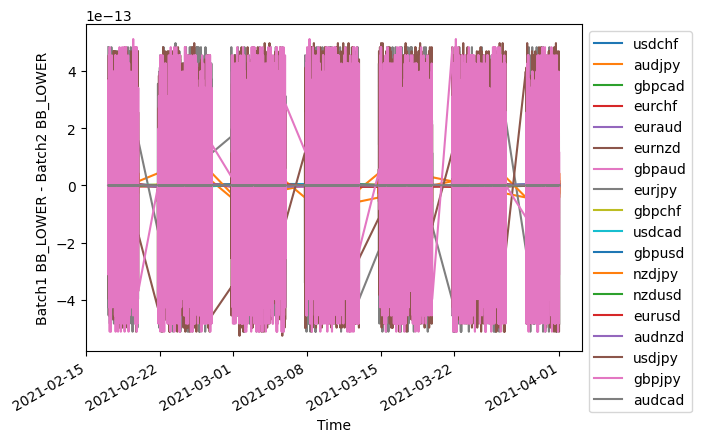 1e−13
4
2
0
−2
−4
Batch1 BB_LOWER - Batch2 BB_LOWER
2021-02-15
2021-02-22
2021-03-01
2021-03-08
2021-03-15
2021-03-22
2021-04-01
Time
usdchf
audjpy
gbpcad
eurchf
euraud
eurnzd
gbpaud
eurjpy
gbpchf
usdcad
gbpusd
nzdjpy
nzdusd
eurusd
audnzd
usdjpy
gbpjpy
audcad